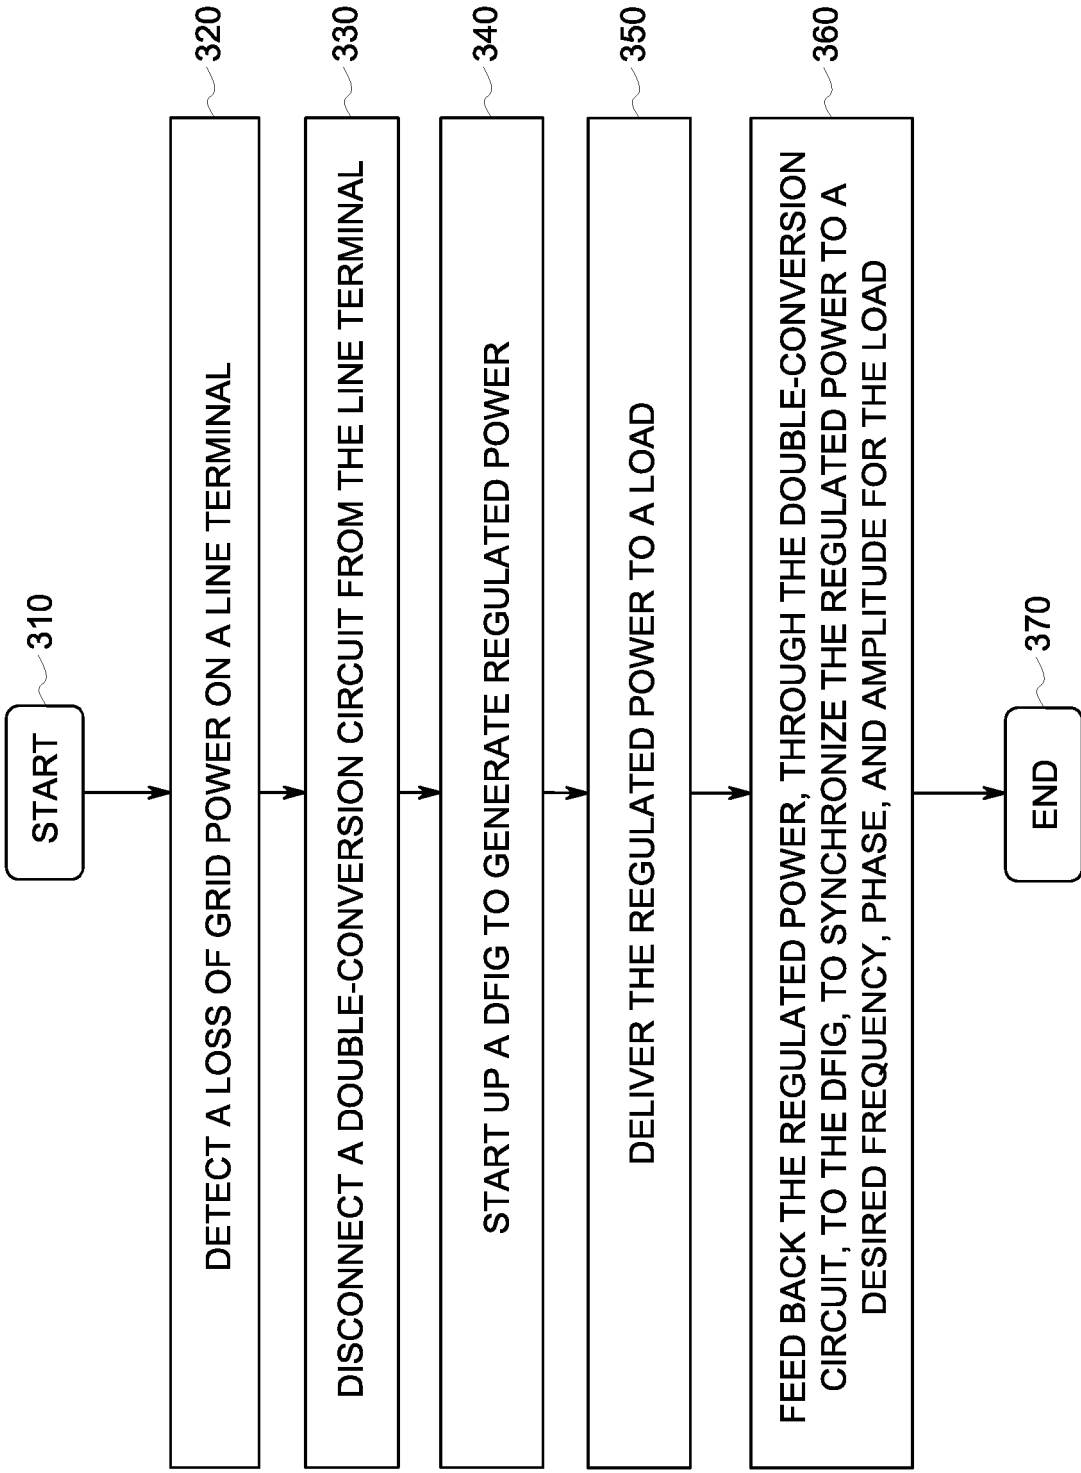 START
310
DETECT A LOSS OF GRID POWER ON A LINE TERMINAL
320
DISCONNECT A DOUBLE-CONVERSION CIRCUIT FROM THE LINE TERMINAL
330
START UP A DFIG TO GENERATE REGULATED POWER
340
DELIVER THE REGULATED POWER TO A LOAD
350
FEED BACK THE REGULATED POWER, THROUGH THE DOUBLE-CONVERSION
CIRCUIT, TO THE DFIG, TO SYNCHRONIZE THE REGULATED POWER TO A
DESIRED FREQUENCY, PHASE, AND AMPLITUDE FOR THE LOAD
360
END
370